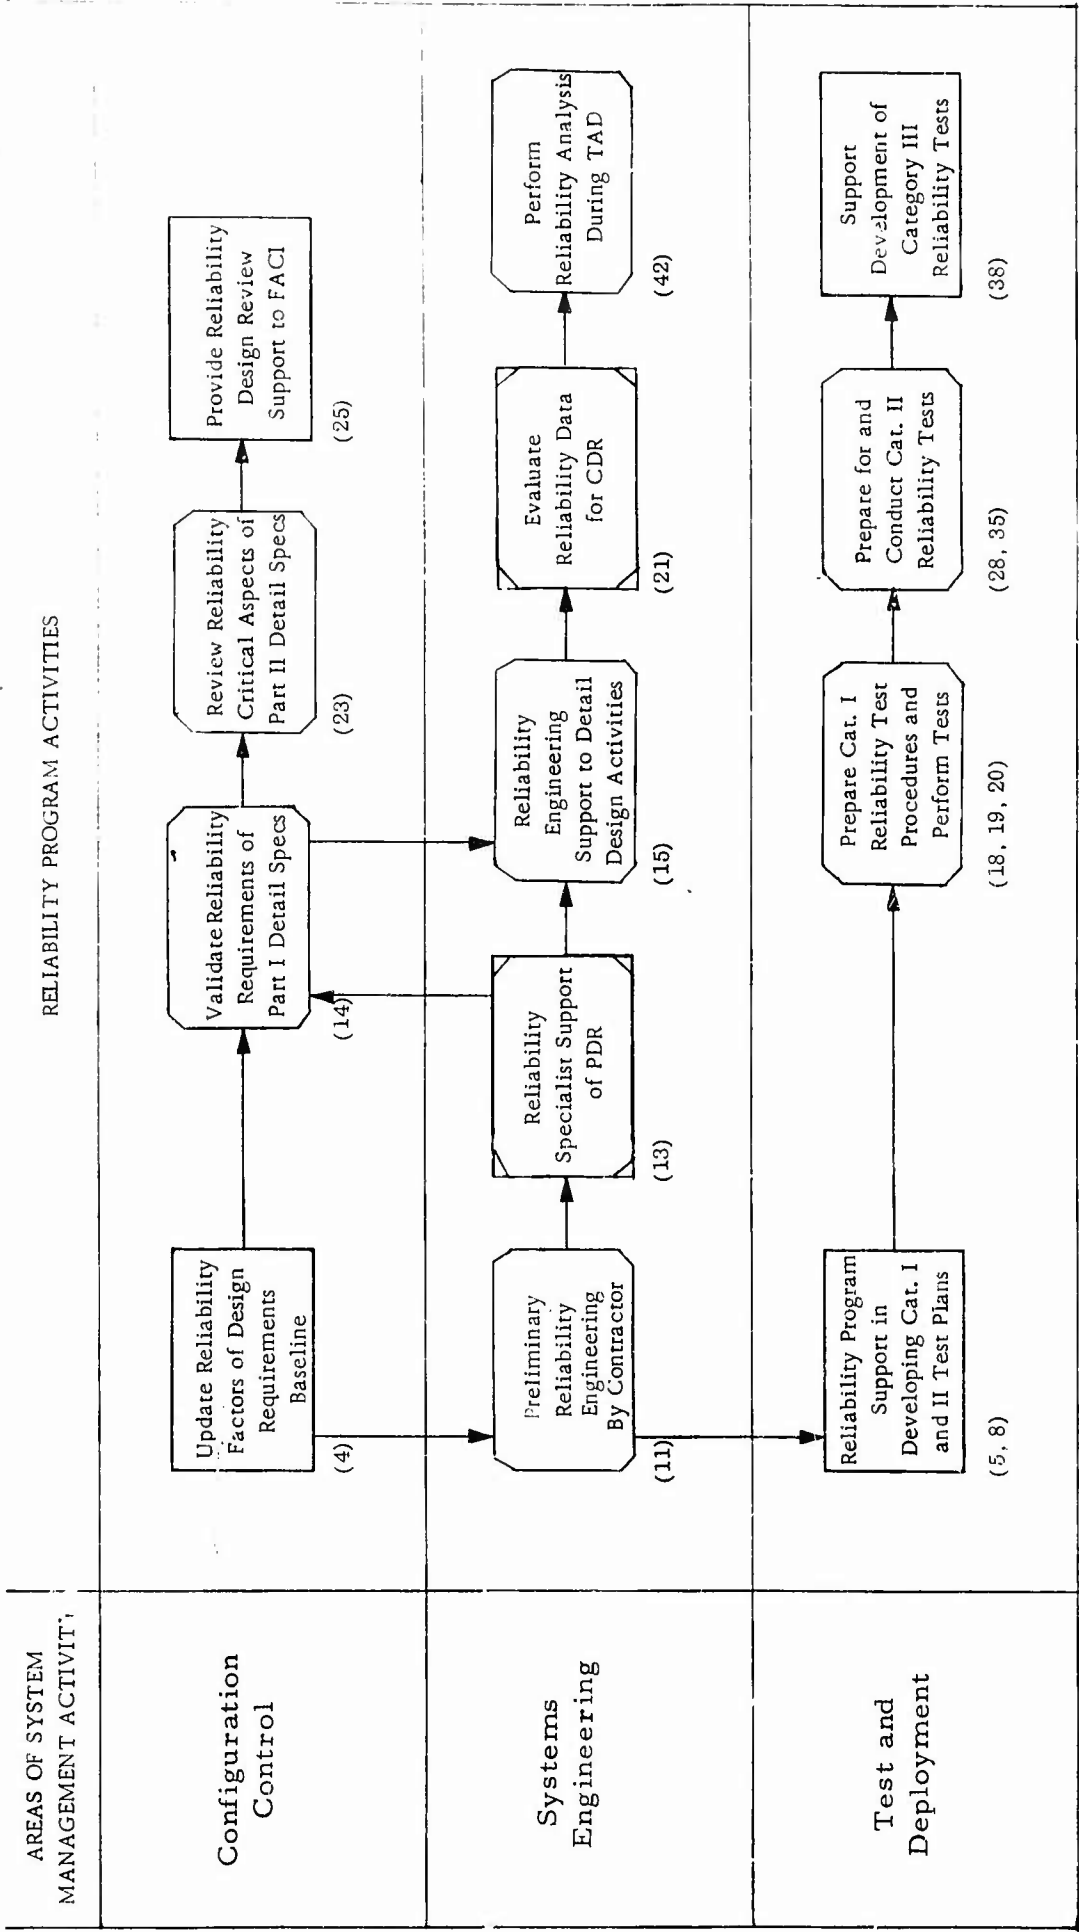 AREAS OF SYSTEM
MANAGEMENT ACTIVIT
RELIABILITY PROGRAM ACTIVITIES
Configuration
Control
Update Reliability
Factors of Design
Requirements
Baseline
(4)
Validate Reliability
Requirements of
Part I Detail Specs
(14)
Review Reliability
Critical Aspects of
Part II Detail Specs
(23)
Provide Reliability
Design Review
Support to FACI
(25)
Systems
Engineering
Preliminary
Reliability
Engineering
By Contractor
(11)
Reliability
Specialist Support
of PDR
(13)
Reliability
Engineering
Support to Detail
Design Activities
(15)
Evaluate
Reliability Data
for CDR
(21)
Perform
Reliability Analysis
During TAD
(42)
Test and
Deployment
Reliability Program
Support in
Developing Cat. I
and II Test Plans
(5, 8)
Prepare Cat. I
Reliability Test
Procedures and
Perform Tests
(18, 19, 20)
Prepare for and
Conduct Cat. II
Reliability Tests
(28, 35)
Support
Development of
Category III
Reliability Tests
(38)